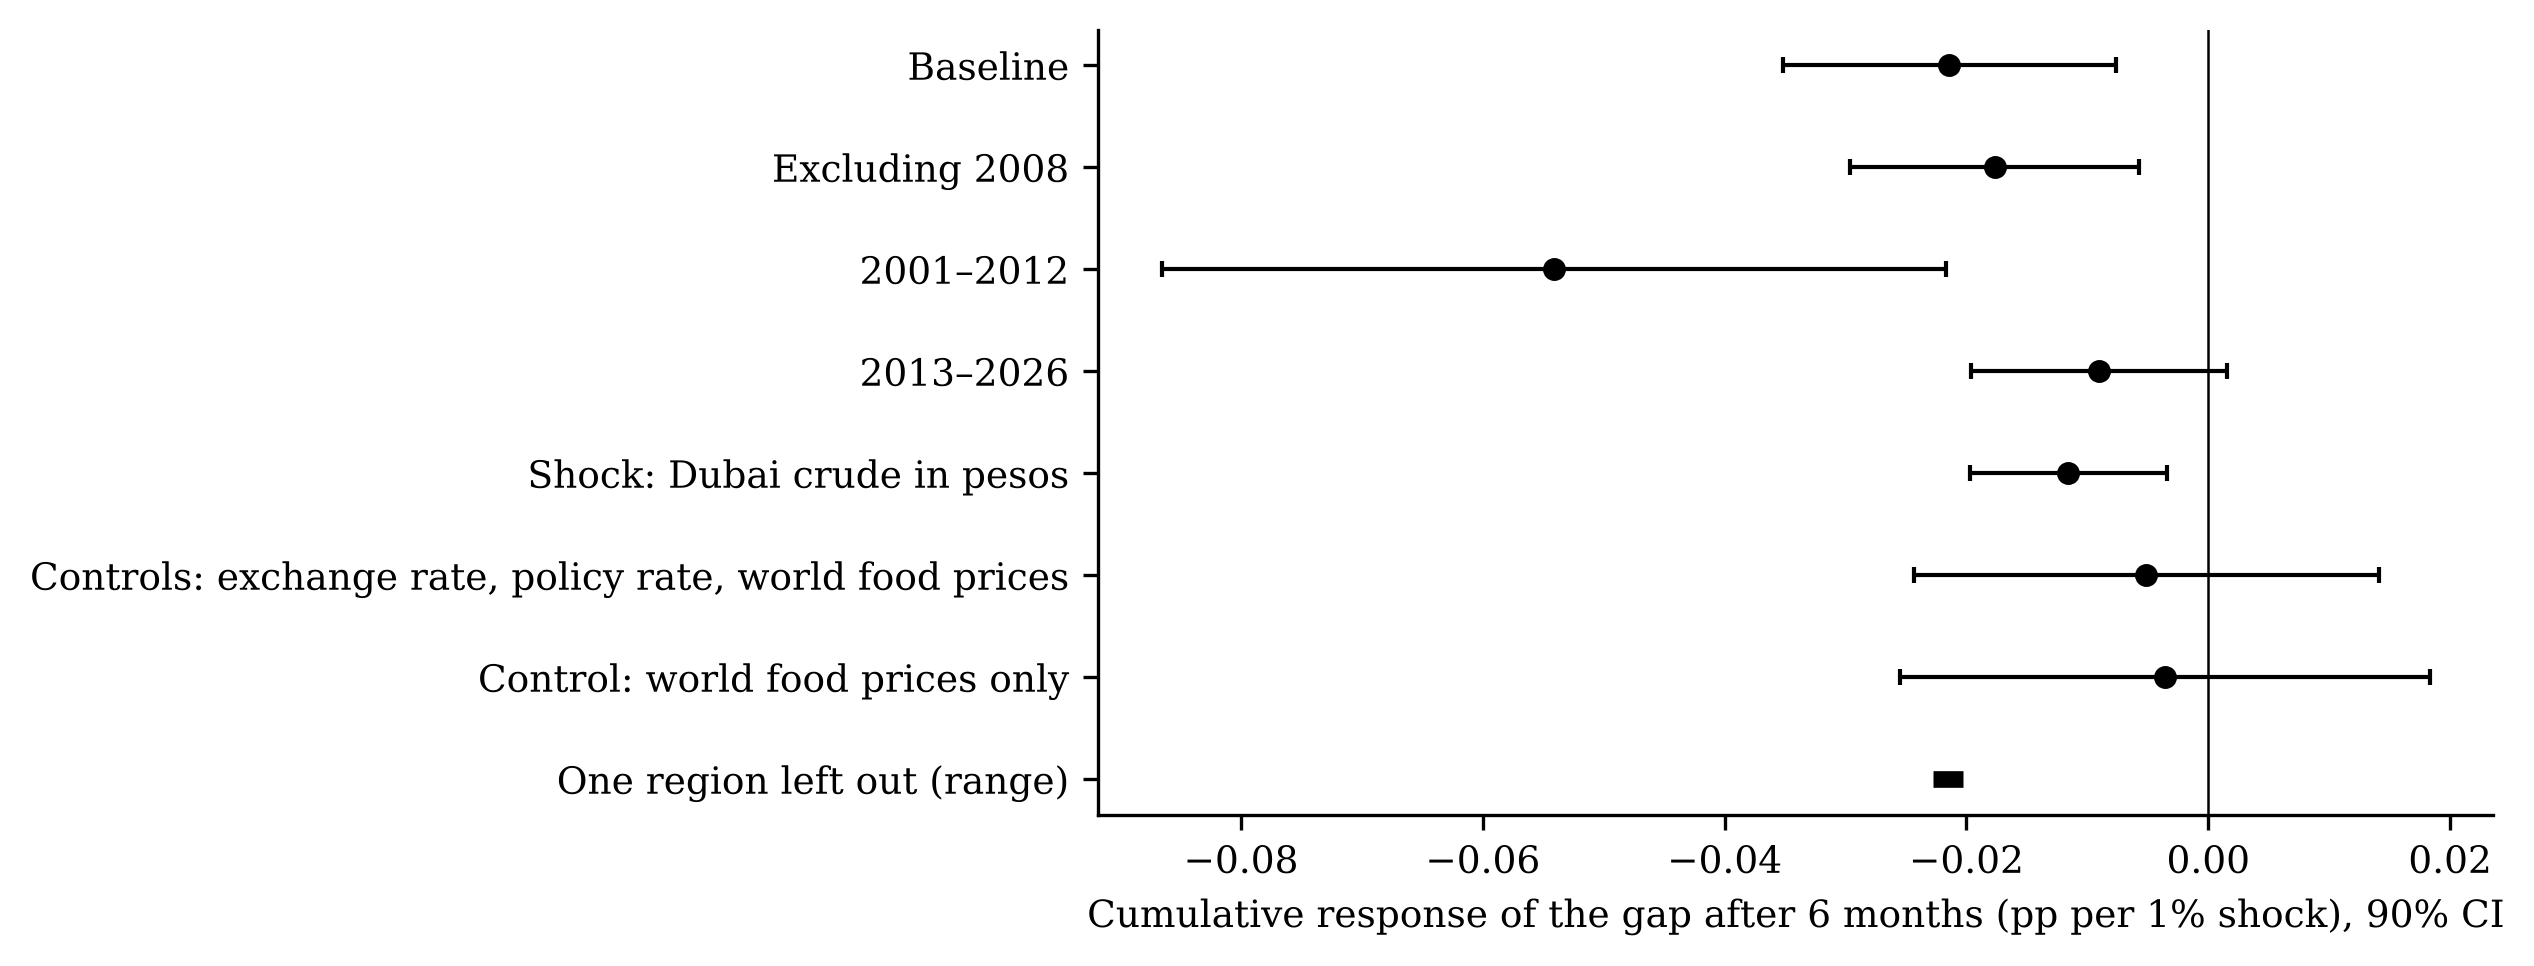 Baseline
Excluding 2008
2001–2012
2013–2026
Shock: Dubai crude in pesos
Controls: exchange rate, policy rate, world food prices
Control: world food prices only
One region left out (range)
−0.08 −0.06 −0.04 −0.02 0.00 0.02
Cumulative response of the gap after 6 months (pp per 1% shock), 90% CI